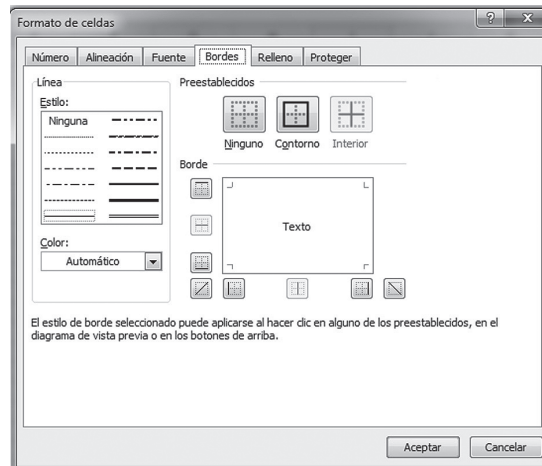 Formato de celdas
Número Alineación Fuente Bordes Relleno Proteger
Línea
Estilo:
Ninguna
Color:
Automático
Preestablecidos
Ninguno Contorno Interior
Borde
Texto
El estilo de borde seleccionado puede aplicarse al hacer clic en alguno de los preestablecidos, en el
diagrama de vista previa o en los botones de arriba.
Aceptar Cancelar